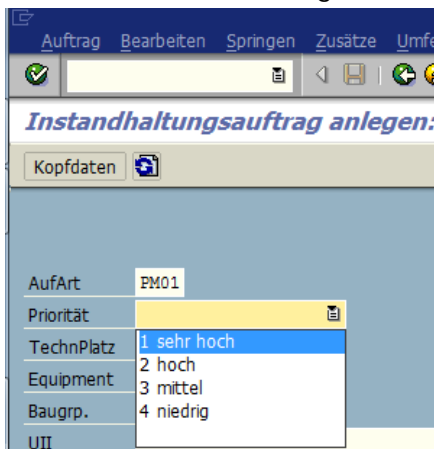 Auftrag Bearbeiten Springen Zusätze Umfe
Instandhaltungsauftrag anlegen:
Kopfdaten
AufArt PM01
Priorität
1 sehr hoch
TechnPlatz
2 hoch
Equipment
3 mittel
Baugrp.
4 niedrig
UII